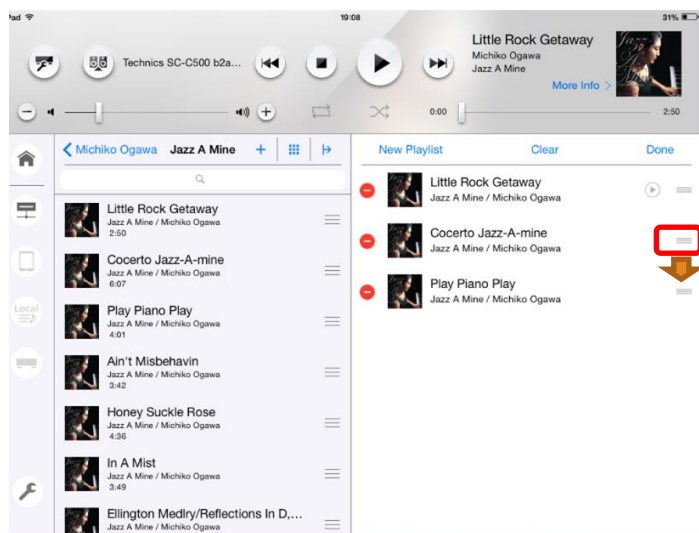 Pad 19:08 31%
Technics SC-C500 b2a...
Little Rock Getaway
Michiko Ogawa
Jazz A Mine
More Info >
0:00 2:50
Michiko Ogawa Jazz A Mine
New Playlist Clear Done
Little Rock Getaway
Jazz A Mine / Michiko Ogawa
2:50
Cocerto Jazz-A-mine
Jazz A Mine / Michiko Ogawa
6:07
Play Piano Play
Jazz A Mine / Michiko Ogawa
4:01
Ain't Misbehavin
Jazz A Mine / Michiko Ogawa
3:42
Honey Suckle Rose
Jazz A Mine / Michiko Ogawa
4:36
In A Mist
Jazz A Mine / Michiko Ogawa
3:49
Ellington Medlry/Reflections In D,...
Jazz A Mine / Michiko Ogawa
Little Rock Getaway
Jazz A Mine / Michiko Ogawa
Cocerto Jazz-A-mine
Jazz A Mine / Michiko Ogawa
Play Piano Play
Jazz A Mine / Michiko Ogawa
Local